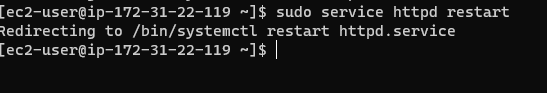 [ec2-user@ip-172-31-22-119 ~]$ sudo service httpd restart
Redirecting to /bin/systemctl restart httpd.service
[ec2-user@ip-172-31-22-119 ~]$